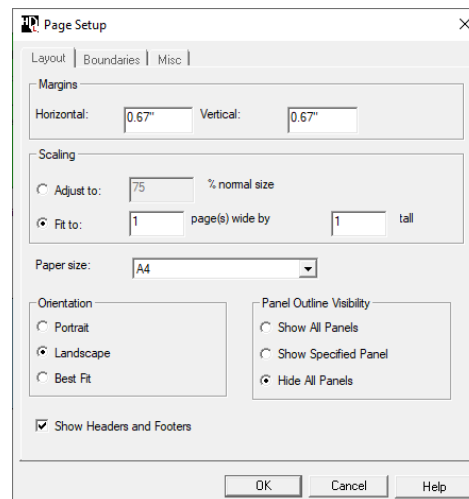 Page Setup
Layout Boundaries Misc
Margins
Horizontal: 0.67" Vertical: 0.67"
Scaling
Adjust to: 75 % normal size
Fit to: 1 page(s) wide by 1 tall
Paper size: A4
Orientation Panel Outline Visibility
Portrait Show All Panels
Landscape Show Specified Panel
Best Fit Hide All Panels
Show Headers and Footers
OK Cancel Help